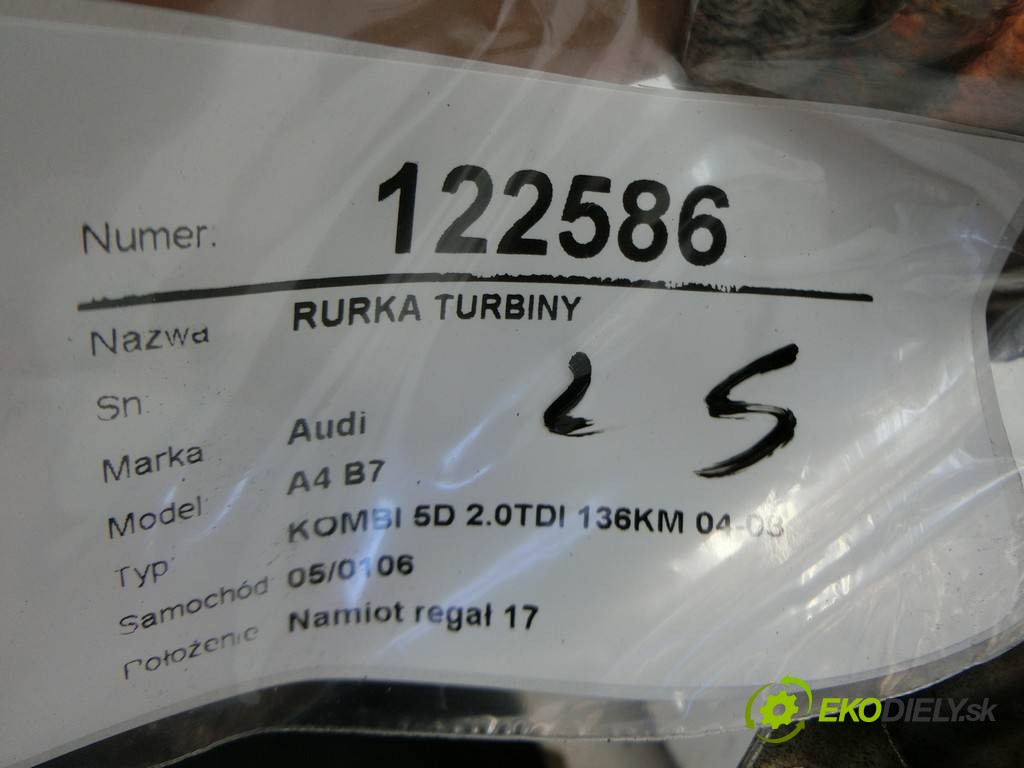 Numer: 122586
Nazwa RURKA TURBINY
Sn:
Marka Audi
Model A4 B7
Typ: KOMBI 5D 2.0TDI 136KM 04-08
Samochód 05/0106
Położenie Namiot regał 17
25
EKODIELY.sk